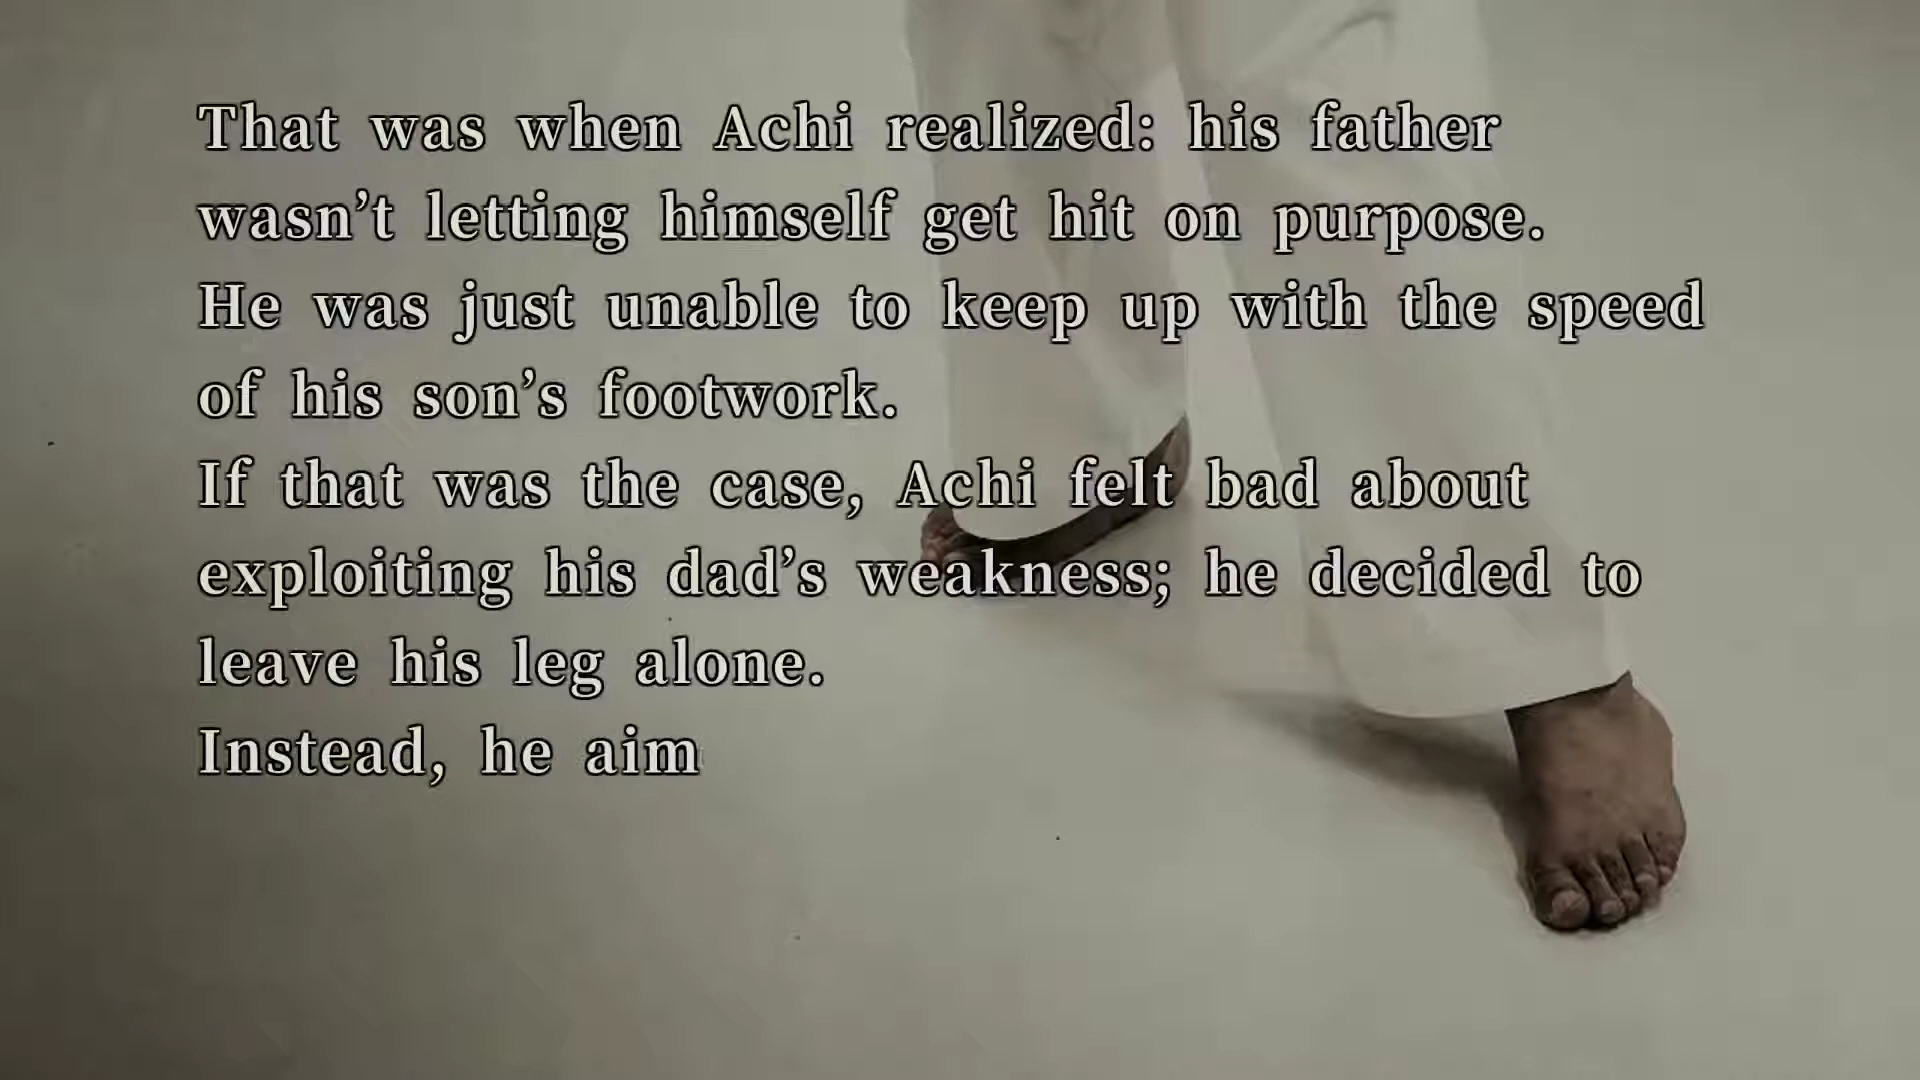 That was when Achi realized: his father
wasn’t letting himself get hit on purpose.
He was just unable to keep up with the speed
of his son’s footwork.
If that was the case, Achi felt bad about
exploiting his dad’s weakness; he decided to
leave his leg alone.
Instead, he aim